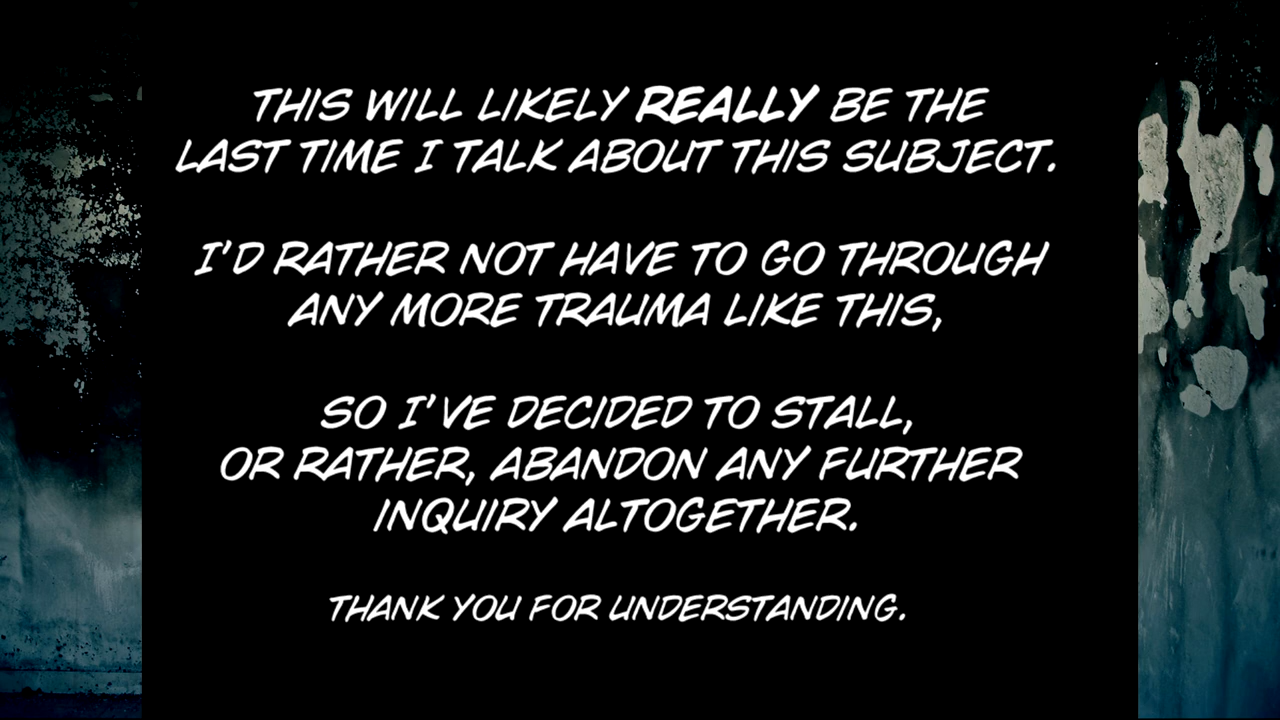 THIS WILL LIKELY REALLY BE THE
LAST TIME I TALK ABOUT THIS SUBJECT.
I'D RATHER NOT HAVE TO GO THROUGH
ANY MORE TRAUMA LIKE THIS,
SO I'VE DECIDED TO STALL,
OR RATHER, ABANDON ANY FURTHER
INQUIRY ALTOGETHER.
THANK YOU FOR UNDERSTANDING.